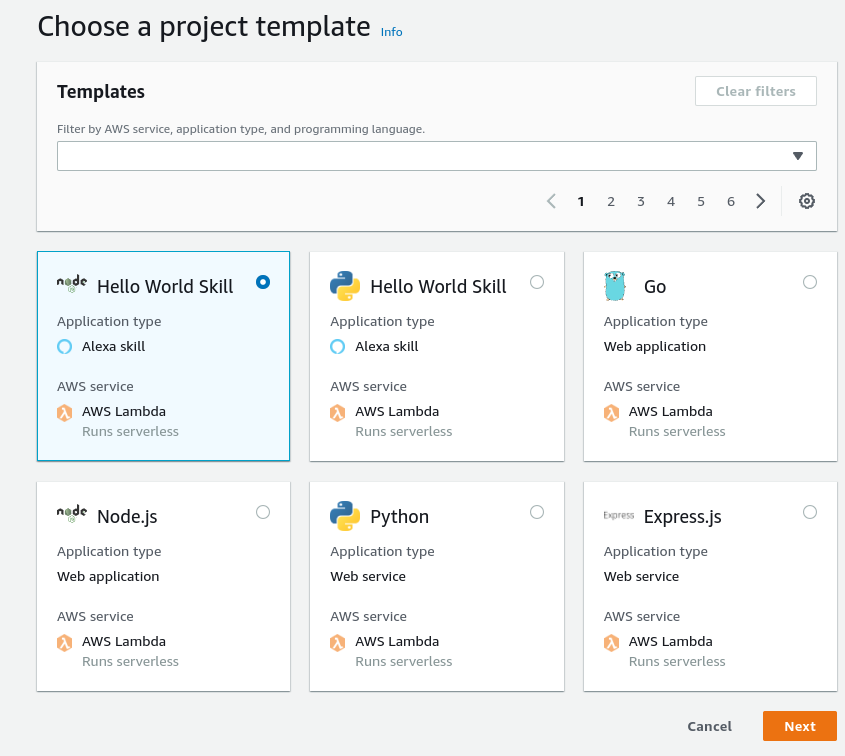 Choose a project template Info
Templates
Clear filters
Filter by AWS service, application type, and programming language.
1 2 3 4 5 6
node JS Hello World Skill
Application type
Alexa skill
AWS service
AWS Lambda
Runs serverless
Hello World Skill
Application type
Alexa skill
AWS service
AWS Lambda
Runs serverless
Go
Application type
Web application
AWS service
AWS Lambda
Runs serverless
node JS Node.js
Application type
Web application
AWS service
AWS Lambda
Runs serverless
Python
Application type
Web service
AWS service
AWS Lambda
Runs serverless
Express Express.js
Application type
Web service
AWS service
AWS Lambda
Runs serverless
Cancel Next